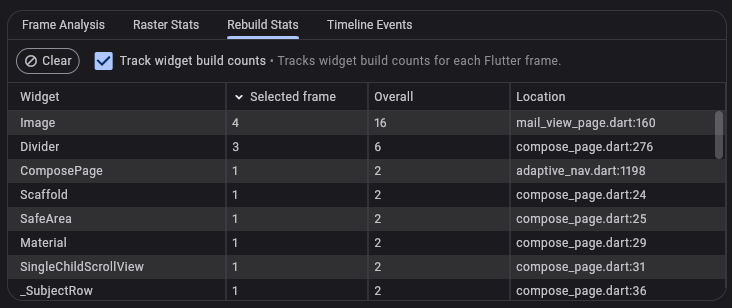 Frame Analysis Raster Stats Rebuild Stats Timeline Events
Clear Track widget build counts • Tracks widget build counts for each Flutter frame.
Widget Selected frame Overall Location
Image 4 16 mail_view_page.dart:160
Divider 3 6 compose_page.dart:276
ComposePage 1 2 adaptive_nav.dart:1198
Scaffold 1 2 compose_page.dart:24
SafeArea 1 2 compose_page.dart:25
Material 1 2 compose_page.dart:29
SingleChildScrollView 1 2 compose_page.dart:31
_SubjectRow 1 2 compose_page.dart:36